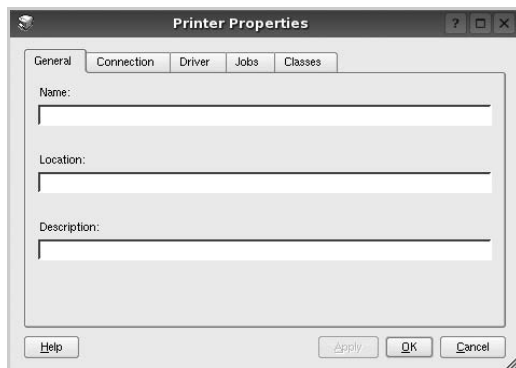 Printer Properties
General Connection Driver Jobs Classes
Name:
Location:
Description:
Help Apply OK Cancel